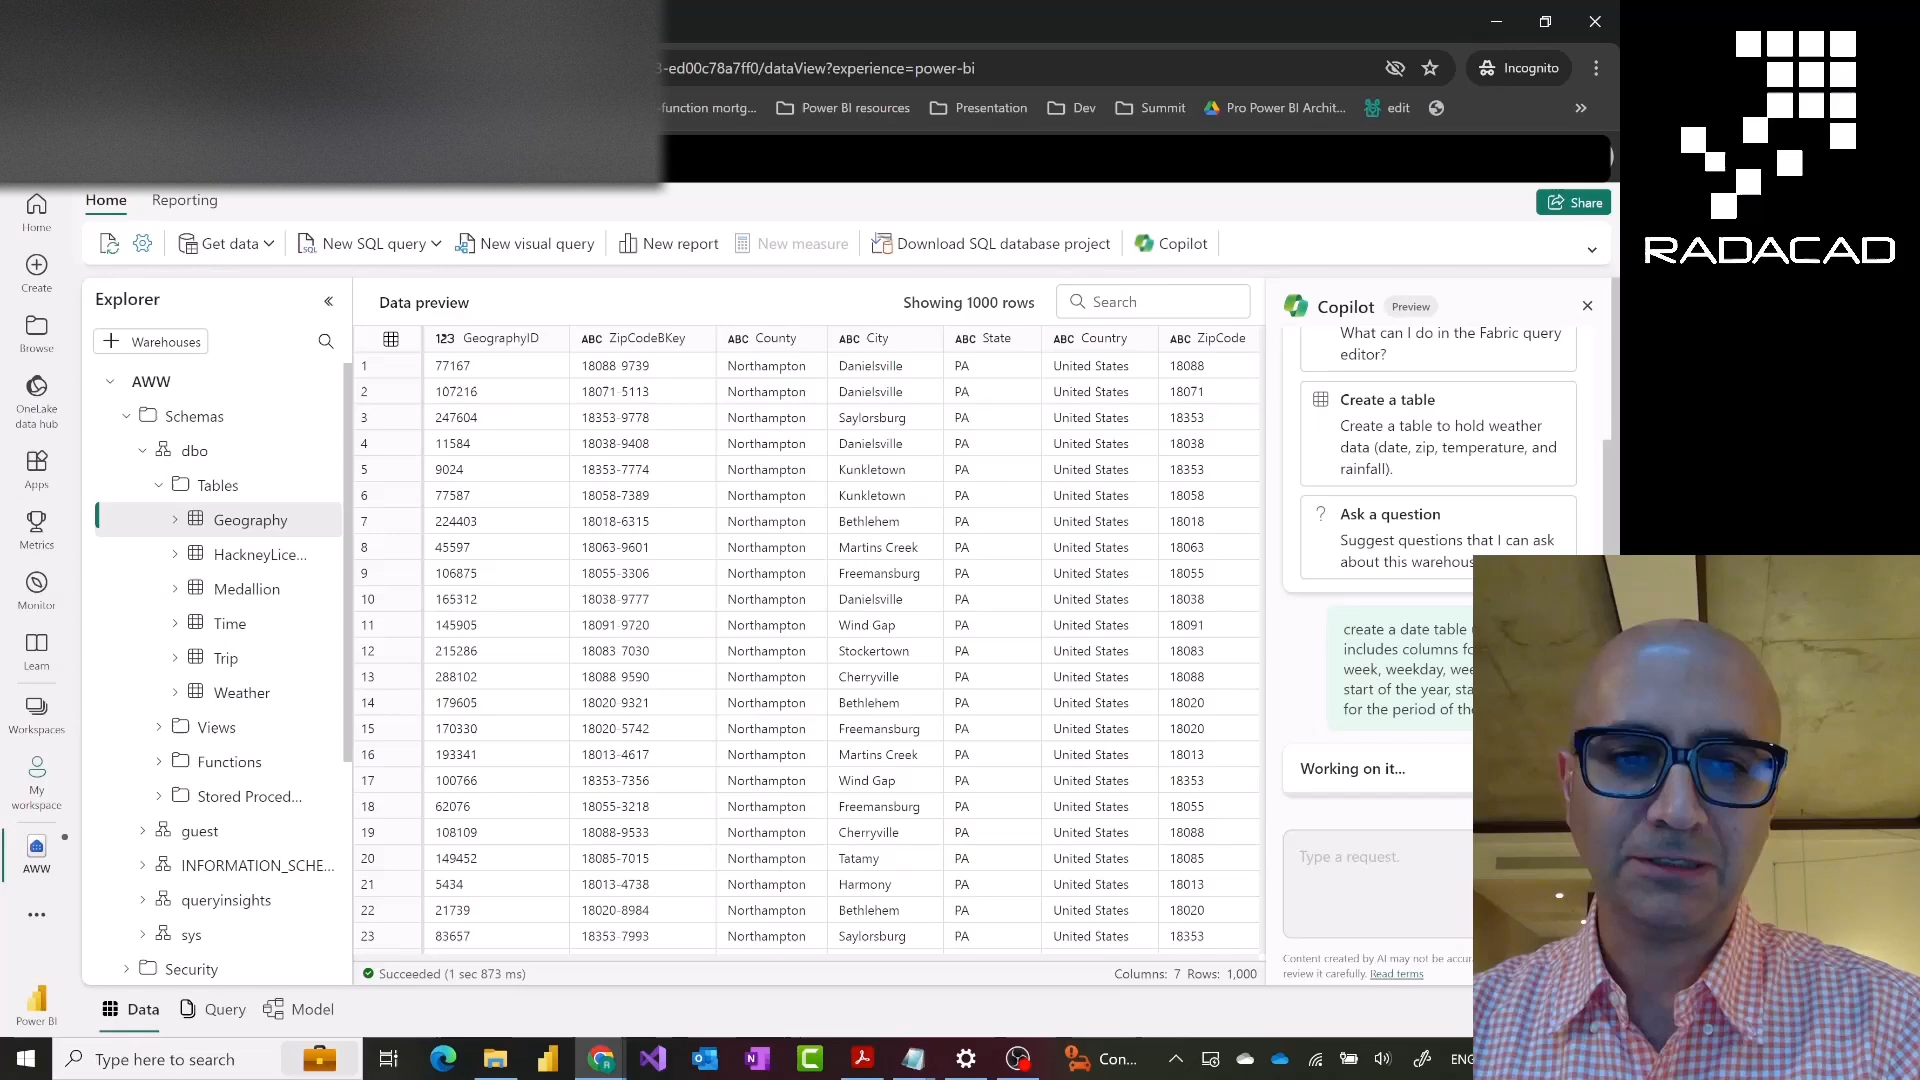 3-ed00c78a7ff0/dataView?experience=power-bi
Incognito
-function mortg...
Power BI resources
Presentation
Dev
Summit
Pro Power BI Archit...
edit
RADACAD
Home
Reporting
Share
Get data
New SQL query
New visual query
New report
New measure
Download SQL database project
Copilot
Home
Create
Browse
OneLake
data hub
Apps
Metrics
Monitor
Learn
Workspaces
My
workspace
AWW
Power BI
Explorer
Warehouses
AWW
Schemas
dbo
Tables
Geography
HackneyLice...
Medallion
Time
Trip
Weather
Views
Functions
Stored Proced...
guest
INFORMATION_SCHE...
queryinsights
sys
Security
Data preview
Showing 1000 rows
Search
123 GeographyID ABC ZipCodeBKey ABC County ABC City ABC State ABC Country ABC ZipCode
1 77167 18088-9739 Northampton Danielsville PA United States 18088
2 107216 18071-5113 Northampton Danielsville PA United States 18071
3 247604 18353-9778 Northampton Saylorsburg PA United States 18353
4 11584 18038-9408 Northampton Danielsville PA United States 18038
5 9024 18353-7774 Northampton Kunkletown PA United States 18353
6 77587 18058-7389 Northampton Kunkletown PA United States 18058
7 224403 18018-6315 Northampton Bethlehem PA United States 18018
8 45597 18063-9601 Northampton Martins Creek PA United States 18063
9 106875 18055-3306 Northampton Freemansburg PA United States 18055
10 165312 18038-9777 Northampton Danielsville PA United States 18038
11 145905 18091-9720 Northampton Wind Gap PA United States 18091
12 215286 18083-7030 Northampton Stockertown PA United States 18083
13 288102 18088-9590 Northampton Cherryville PA United States 18088
14 179605 18020-9321 Northampton Bethlehem PA United States 18020
15 170330 18020-5742 Northampton Freemansburg PA United States 18020
16 193341 18013-4617 Northampton Martins Creek PA United States 18013
17 100766 18353-7356 Northampton Wind Gap PA United States 18353
18 62076 18055-3218 Northampton Freemansburg PA United States 18055
19 108109 18088-9533 Northampton Cherryville PA United States 18088
20 149452 18085-7015 Northampton Tatamy PA United States 18085
21 5434 18013-4738 Northampton Harmony PA United States 18013
22 21739 18020-8984 Northampton Bethlehem PA United States 18020
23 83657 18353-7993 Northampton Saylorsburg PA United States 18353
Succeeded (1 sec 873 ms)
Columns: 7 Rows: 1,000
Copilot Preview
What can I do in the Fabric query
editor?
Create a table
Create a table to hold weather
data (date, zip, temperature, and
rainfall).
Ask a question
Suggest questions that I can ask
about this warehous
create a date table
includes columns fo
week, weekday, wee
start of the year, sta
for the period of the
Working on it...
Type a request.
Content created by AI may not be accura
review it carefully. Read terms
Data
Query
Model
Type here to search
Con...
ENG